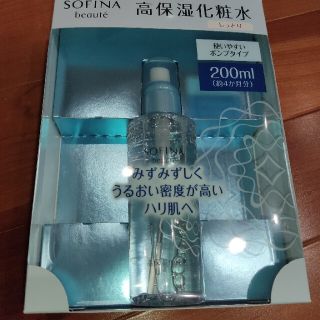 SOFINA
beauté
高保湿化粧水
しっとり
使いやすい
ポンプタイプ
200ml
(約4か月分)
SOFINA
みずみずしく
うるおい密度が高い
ハリ肌へ